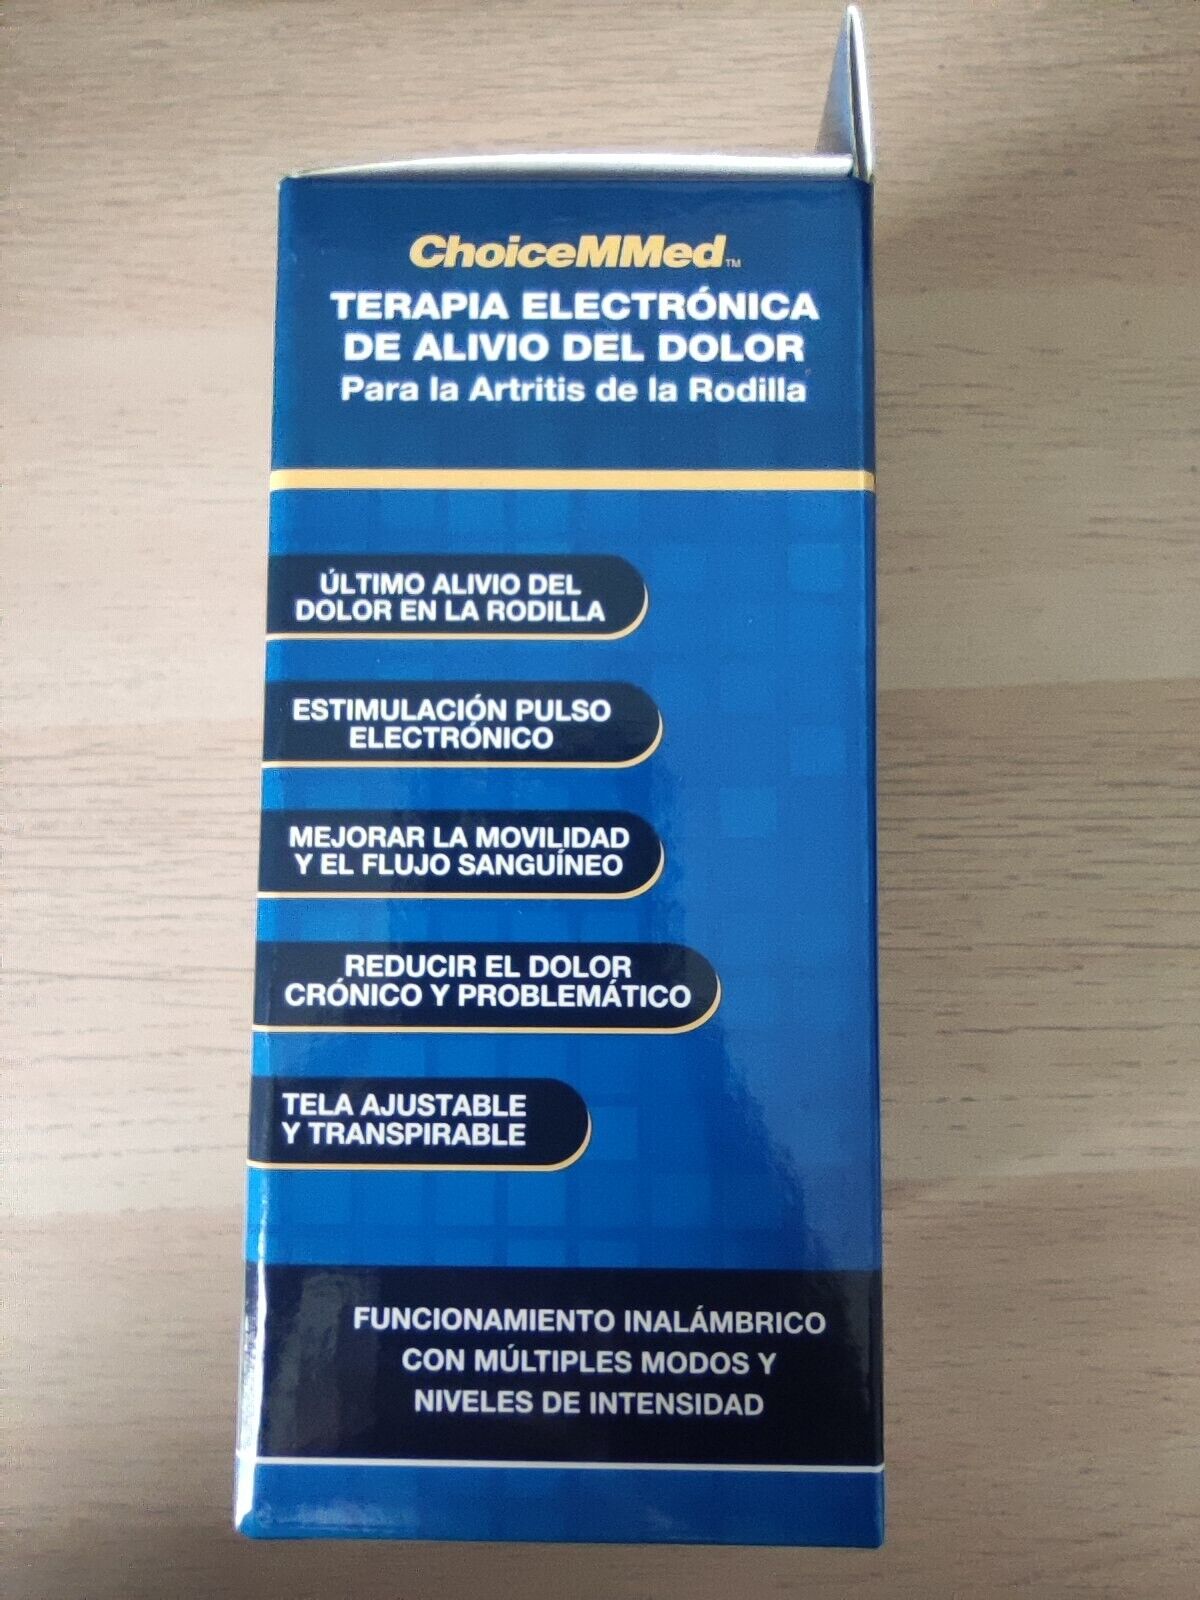 ChoiceMMed™
TERAPIA ELECTRÓNICA
DE ALIVIO DEL DOLOR
Para la Artritis de la Rodilla
ÚLTIMO ALIVIO DEL
DOLOR EN LA RODILLA
ESTIMULACIÓN PULSO
ELECTRÓNICO
MEJORAR LA MOVILIDAD
Y EL FLUJO SANGUÍNEO
REDUCIR EL DOLOR
CRÓNICO Y PROBLEMÁTICO
TELA AJUSTABLE
Y TRANSPIRABLE
FUNCIONAMIENTO INALÁMBRICO
CON MÚLTIPLES MODOS Y
NIVELES DE INTENSIDAD